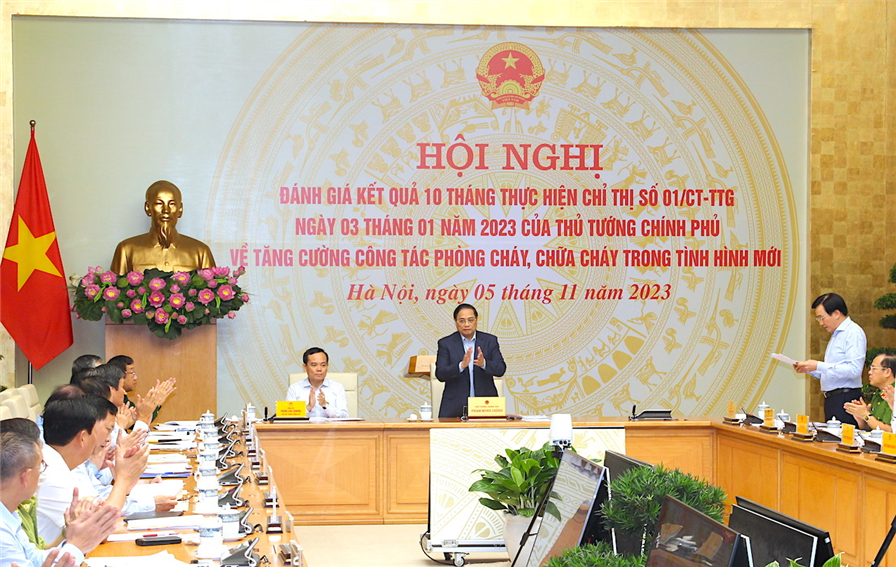 HỘI NGHỊ
ĐÁNH GIÁ KẾT QUẢ 10 THÁNG THỰC HIỆN CHỈ THỊ SỐ 01/CT-TTG
NGÀY 03 THÁNG 01 NĂM 2023 CỦA THỦ TƯỚNG CHÍNH PHỦ
VỀ TĂNG CƯỜNG CÔNG TÁC PHÒNG CHÁY, CHỮA CHÁY TRONG TÌNH HÌNH MỚI
Hà Nội, ngày 05 tháng 11 năm 2023